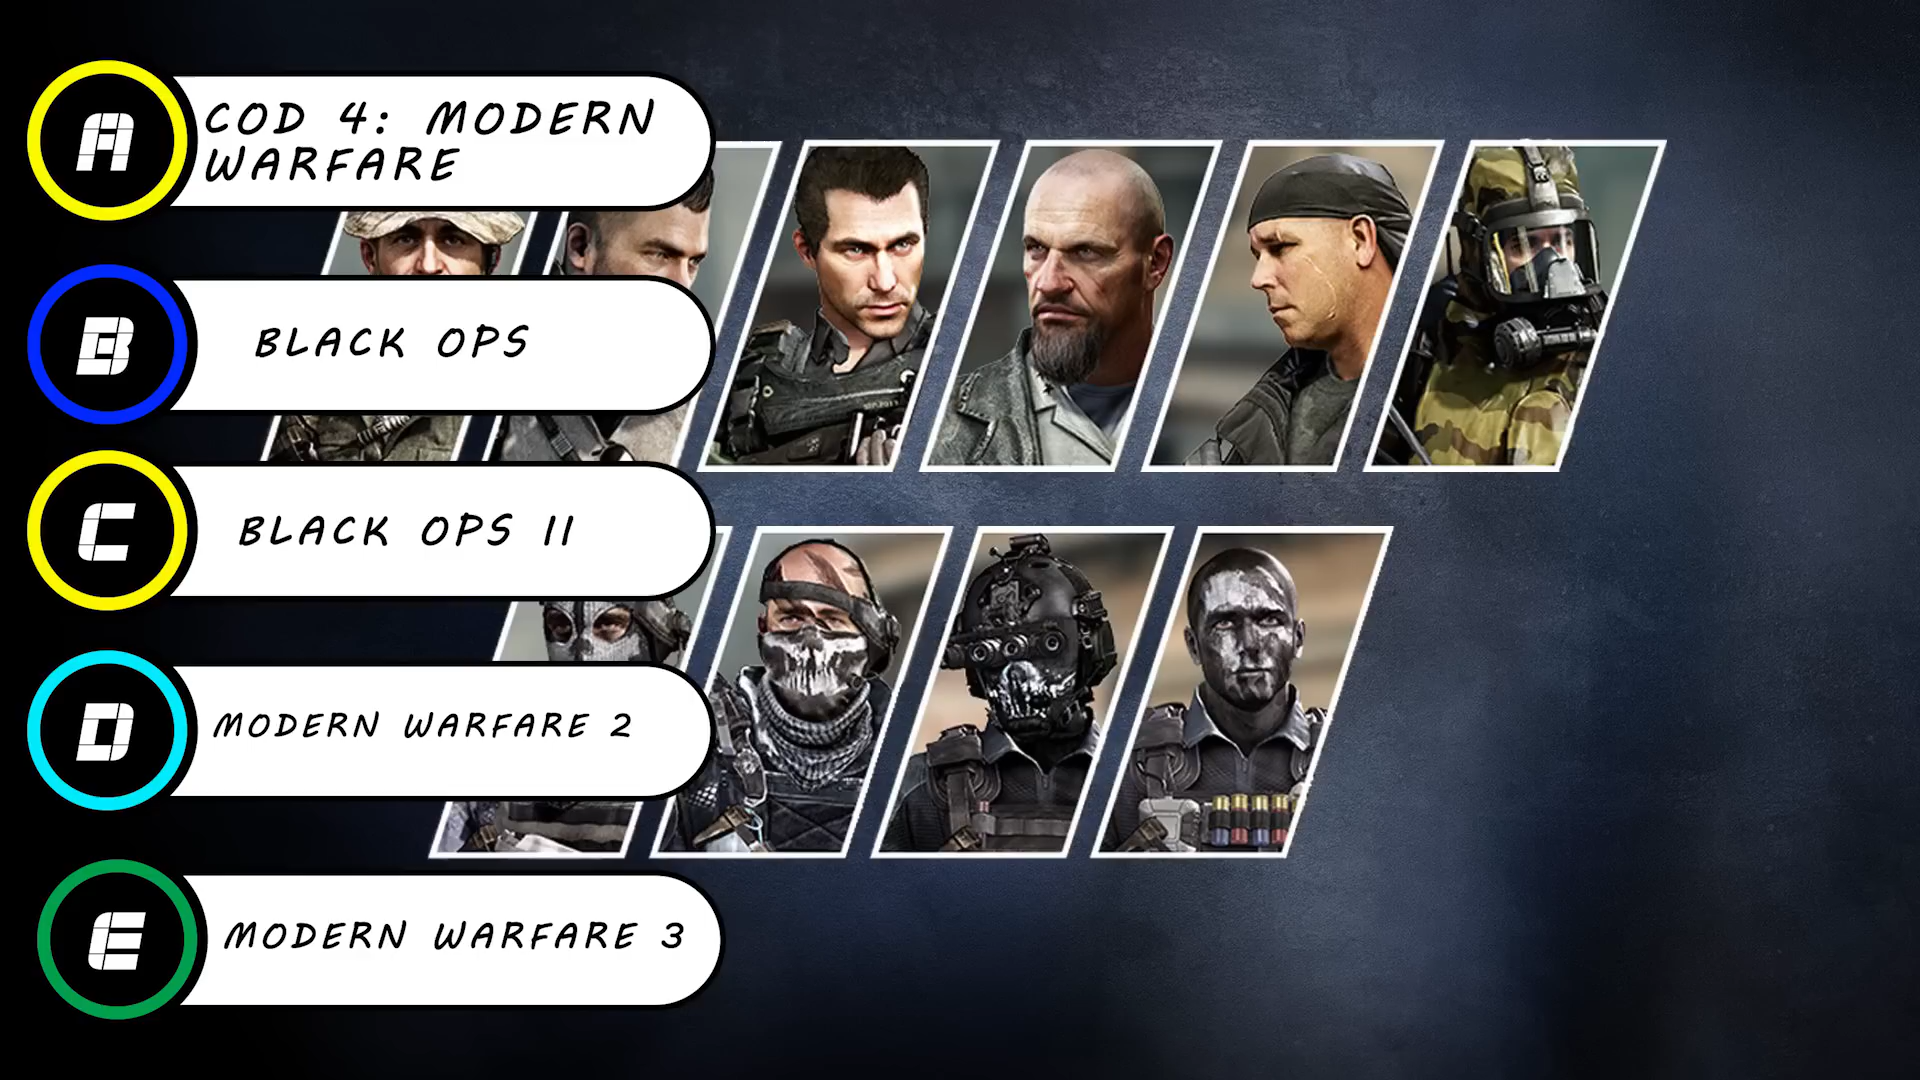 A
COD 4: MODERN
WARFARE
B
BLACK OPS
C
BLACK OPS II
D
MODERN WARFARE 2
E
MODERN WARFARE 3